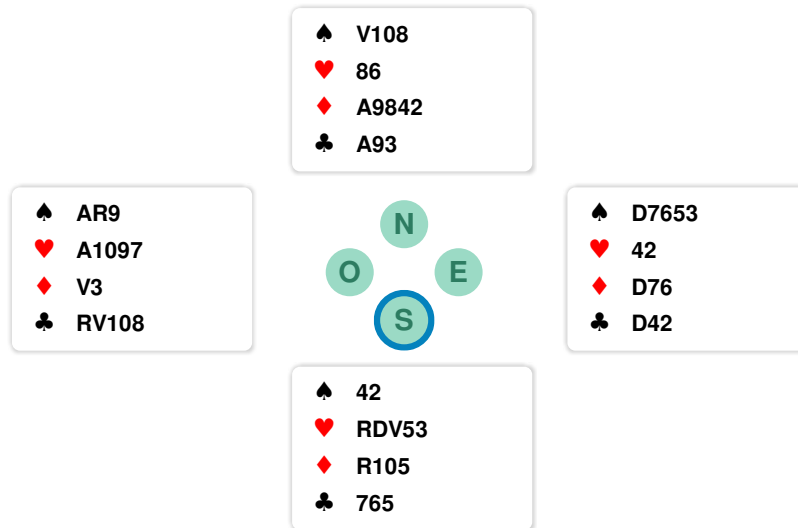 ♠ V108
♥ 86
♦ A9842
♣ A93
♠ AR9
♥ A1097
♦ V3
♣ RV108
N
O E
S
♠ D7653
♥ 42
♦ D76
♣ D42
♠ 42
♥ RDV53
♦ R105
♣ 765